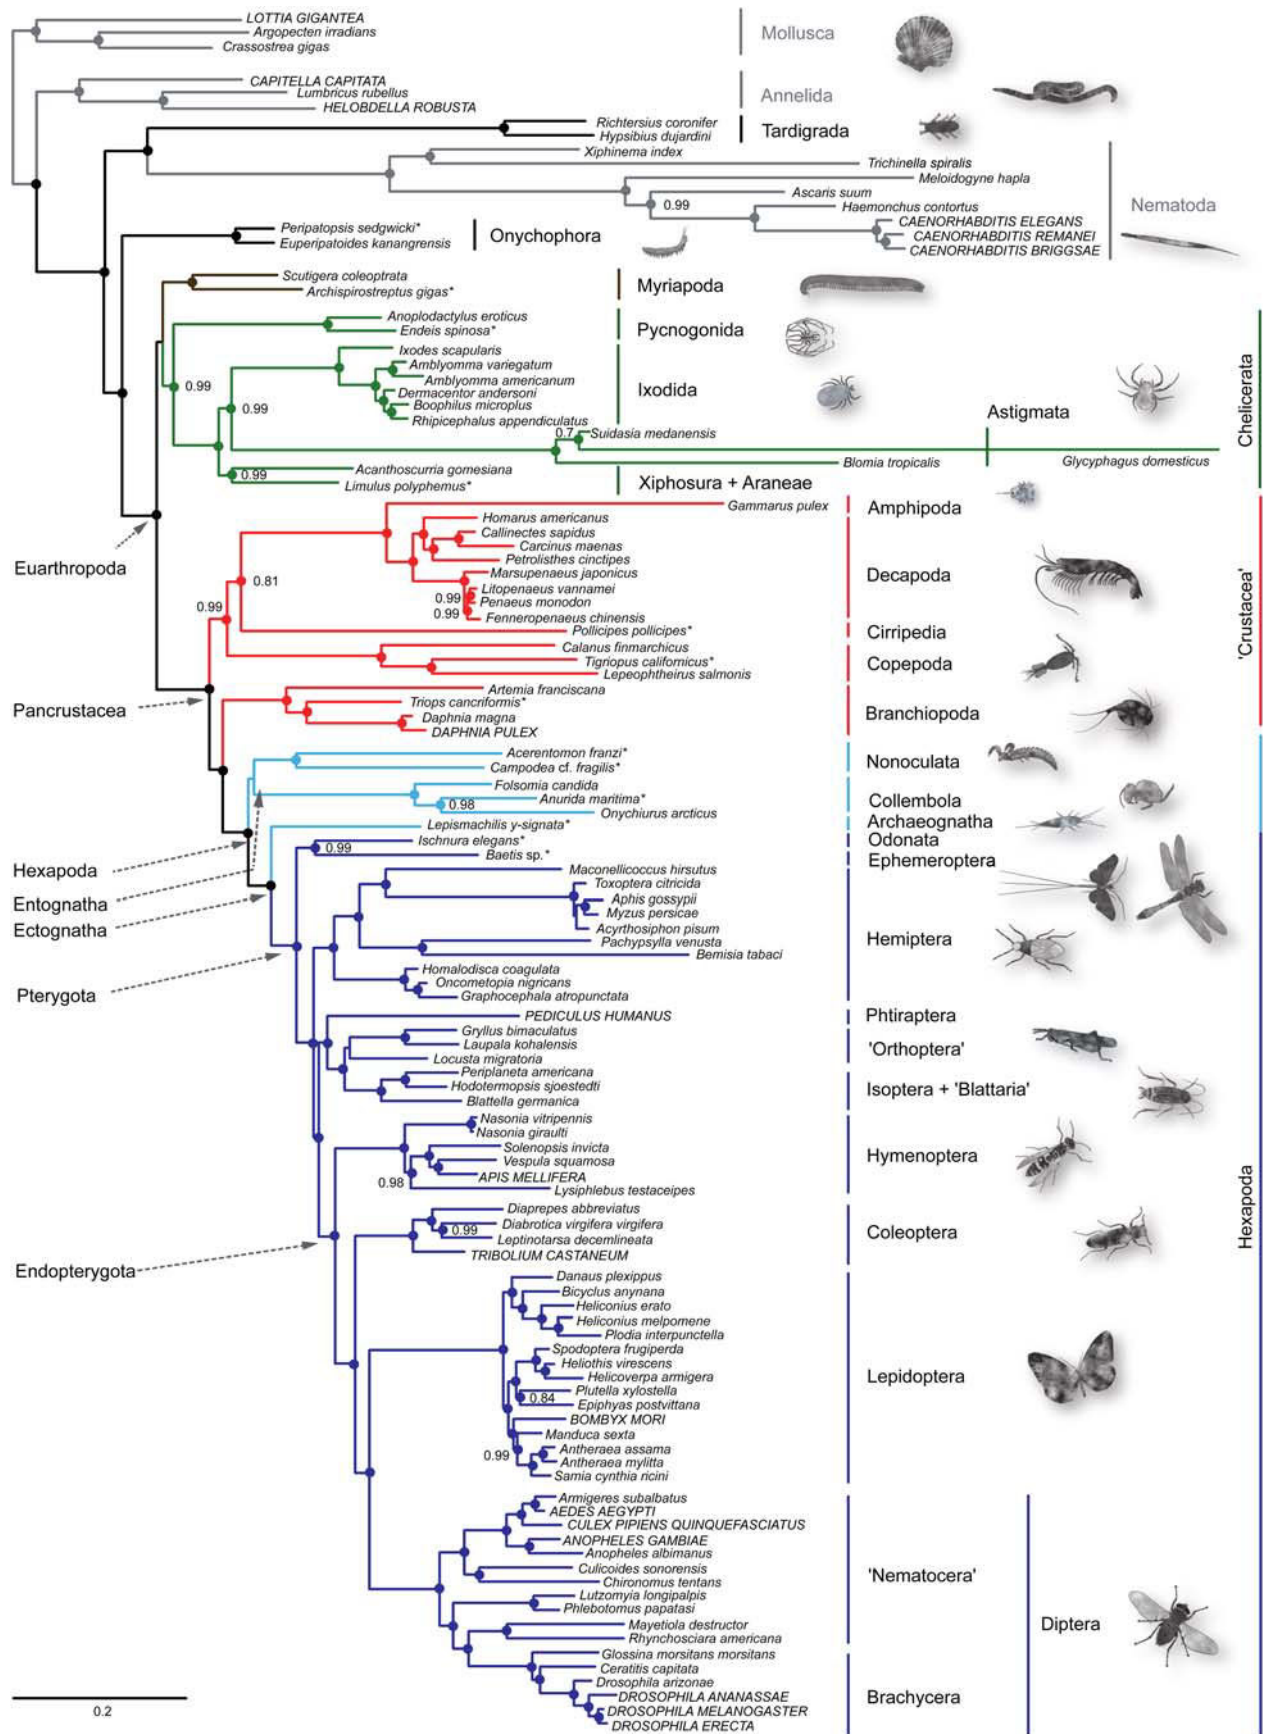 LOTTIA GIGANTEA
Argopecten irradians
Crassostrea gigas
Mollusca
CAPITELLA CAPITATA
Lumbricus rubellus
HELOBDELLA ROBUSTA
Annelida
Richtersius coronifer
Hypsibius dujardini
Tardigrada
Xiphinema index
Trichinella spiralis
Meloidogyne hapla
Ascaris suum
0.99
Haemonchus contortus
CAENORHABDITIS ELEGANS
CAENORHABDITIS REMANEI
CAENORHABDITIS BRIGGSAE
Nematoda
Peripatopsis sedgwicki*
Euperipatoides kanangrensis
Onychophora
Scutigera coleoptrata
Archispirostreptus gigas*
Myriapoda
Anoplodactylus eroticus
Endeis spinosa*
Pycnogonida
Ixodes scapularis
Amblyomma variegatum
Amblyomma americanum
Dermacentor andersoni
Boophilus microplus
Rhipicephalus appendiculatus
Ixodida
0.99
0.99
0.7
Suidasia medanensis
Blomia tropicalis
Astigmata
Glycyphagus domesticus
Chelicerata
Acanthoscurria gomesiana
0.99
Limulus polyphemus*
Xiphosura + Araneae
Euarthropoda
Gammarus pulex
Amphipoda
Homarus americanus
Callinectes sapidus
Carcinus maenas
Petrolisthes cinctipes
Marsupenaeus japonicus
Litopenaeus vannamei
0.99
Penaeus monodon
0.99
Fenneropenaeus chinensis
Decapoda
0.81
0.99
Pollicipes pollicipes*
Cirripedia
Calanus finmarchicus
Tigriopus californicus*
Lepeophtheirus salmonis
Copepoda
'Crustacea'
Pancrustacea
Artemia franciscana
Triops cancriformis*
Daphnia magna
DAPHNIA PULEX
Branchiopoda
Acerentomon franzi*
Campodea cf. fragilis*
Nonoculata
Folsomia candida
Anurida maritima*
0.98
Onychiurus arcticus
Collembola
Lepismachilis y-signata*
Archaeognatha
Ischnura elegans*
Odonata
0.99
Baetis sp.*
Ephemeroptera
Hexapoda
Entognatha
Ectognatha
Pterygota
Maconellicoccus hirsutus
Toxoptera citricida
Aphis gossypii
Myzus persicae
Acyrthosiphon pisum
Pachypsylla venusta
Bemisia tabaci
Homalodisca coagulata
Oncometopia nigricans
Graphocephala atropunctata
Hemiptera
PEDICULUS HUMANUS
Phtiraptera
Gryllus bimaculatus
Laupala kohalensis
Locusta migratoria
'Orthoptera'
Periplaneta americana
Hodotermopsis sjoestedti
Blattella germanica
Isoptera + 'Blattaria'
Nasonia vitripennis
Nasonia giraulti
Solenopsis invicta
Vespula squamosa
APIS MELLIFERA
0.98
Lysiphlebus testaceipes
Hymenoptera
Diaprepes abbreviatus
Diabrotica virgifera virgifera
0.99
Leptinotarsa decemlineata
TRIBOLIUM CASTANEUM
Coleoptera
Hexapoda
Endopterygota
Danaus plexippus
Bicyclus anynana
Heliconius erato
Heliconius melpomene
Plodia interpunctella
Spodoptera frugiperda
Heliothis virescens
Helicoverpa armigera
Plutella xylostella
0.84
Epiphyas postvittana
BOMBYX MORI
Manduca sexta
0.99
Antheraea assama
Antheraea mylitta
Samia cynthia ricini
Lepidoptera
Armigeres subalbatus
AEDES AEGYPTI
CULEX PIPIENS QUINQUEFASCIATUS
ANOPHELES GAMBIAE
Anopheles albimanus
Culicoides sonorensis
Chironomus tentans
Lutzomyia longipalpis
Phlebotomus papatasi
Mayetiola destructor
Rhynchosciara americana
'Nematocera'
Glossina morsitans morsitans
Ceratitis capitata
Drosophila arizonae
DROSOPHILA ANANASSAE
DROSOPHILA MELANOGASTER
DROSOPHILA ERECTA
Brachycera
Diptera
0.2